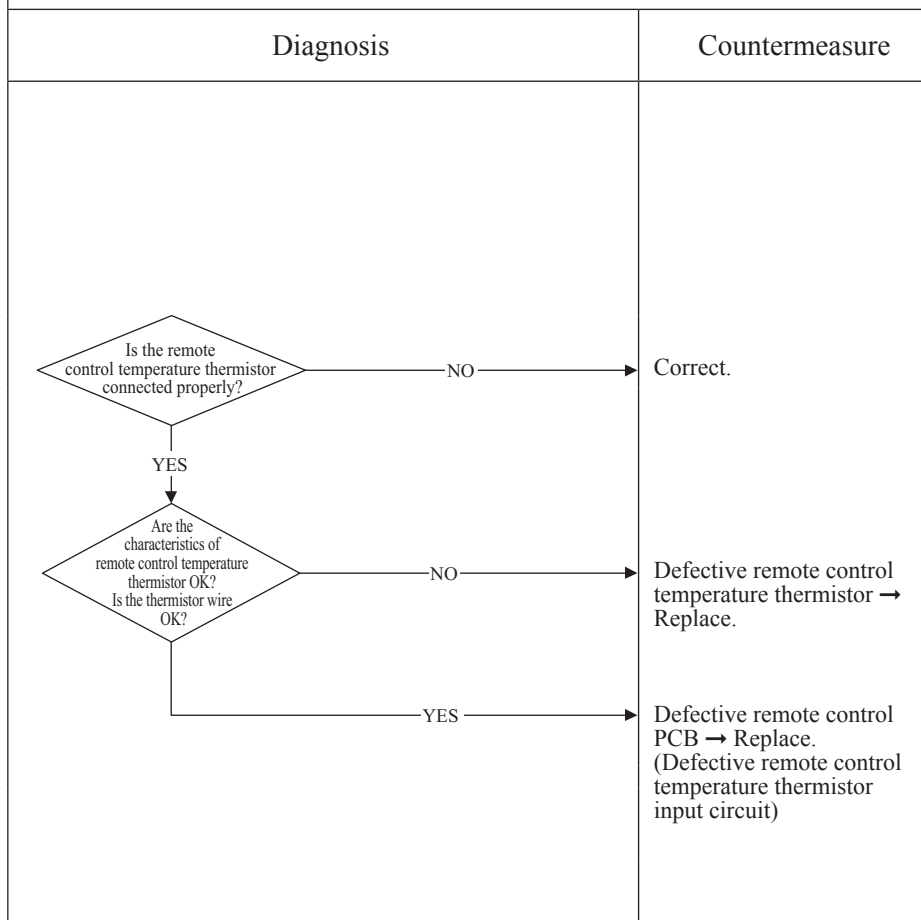 Diagnosis
Countermeasure
Is the remote
control temperature thermistor
connected properly?
NO
Correct.
YES
Are the
characteristics of
remote control temperature
thermistor OK?
Is the thermistor wire
OK?
NO
Defective remote control
temperature thermistor ➞
Replace.
YES
Defective remote control
PCB ➞ Replace.
(Defective remote control
temperature thermistor
input circuit)